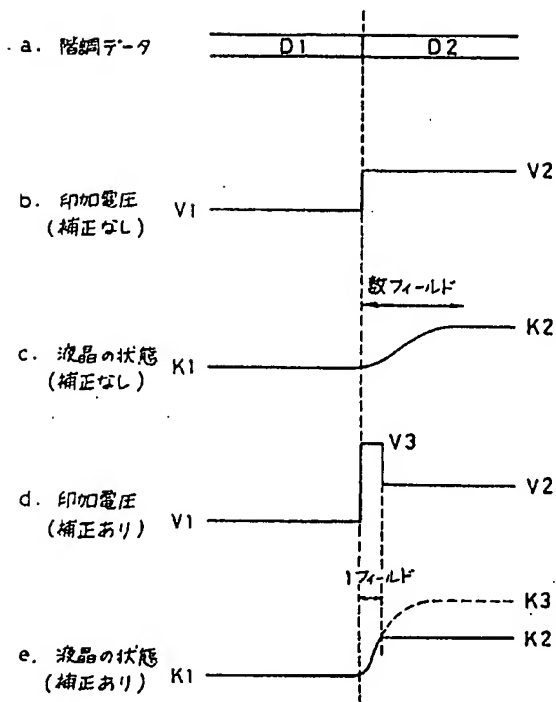 a. 階調データ D1 D2
b. 印加電圧 V1 V2
(補正なし)
数フィールド
c. 液晶の状態 K1 K2
(補正なし)
V3
d. 印加電圧 V1 V2
(補正あり)
1フィールド
K3
K2
e. 液晶の状態 K1
(補正あり)